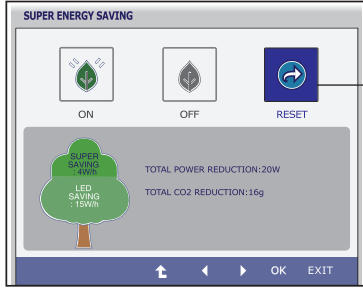 SUPER ENERGY SAVING
ON
OFF
RESET
SUPER
SAVING
: 4W/h
LED
SAVING
: 15W/h
TOTAL POWER REDUCTION:20W
TOTAL CO2 REDUCTION:16g
OK
EXIT